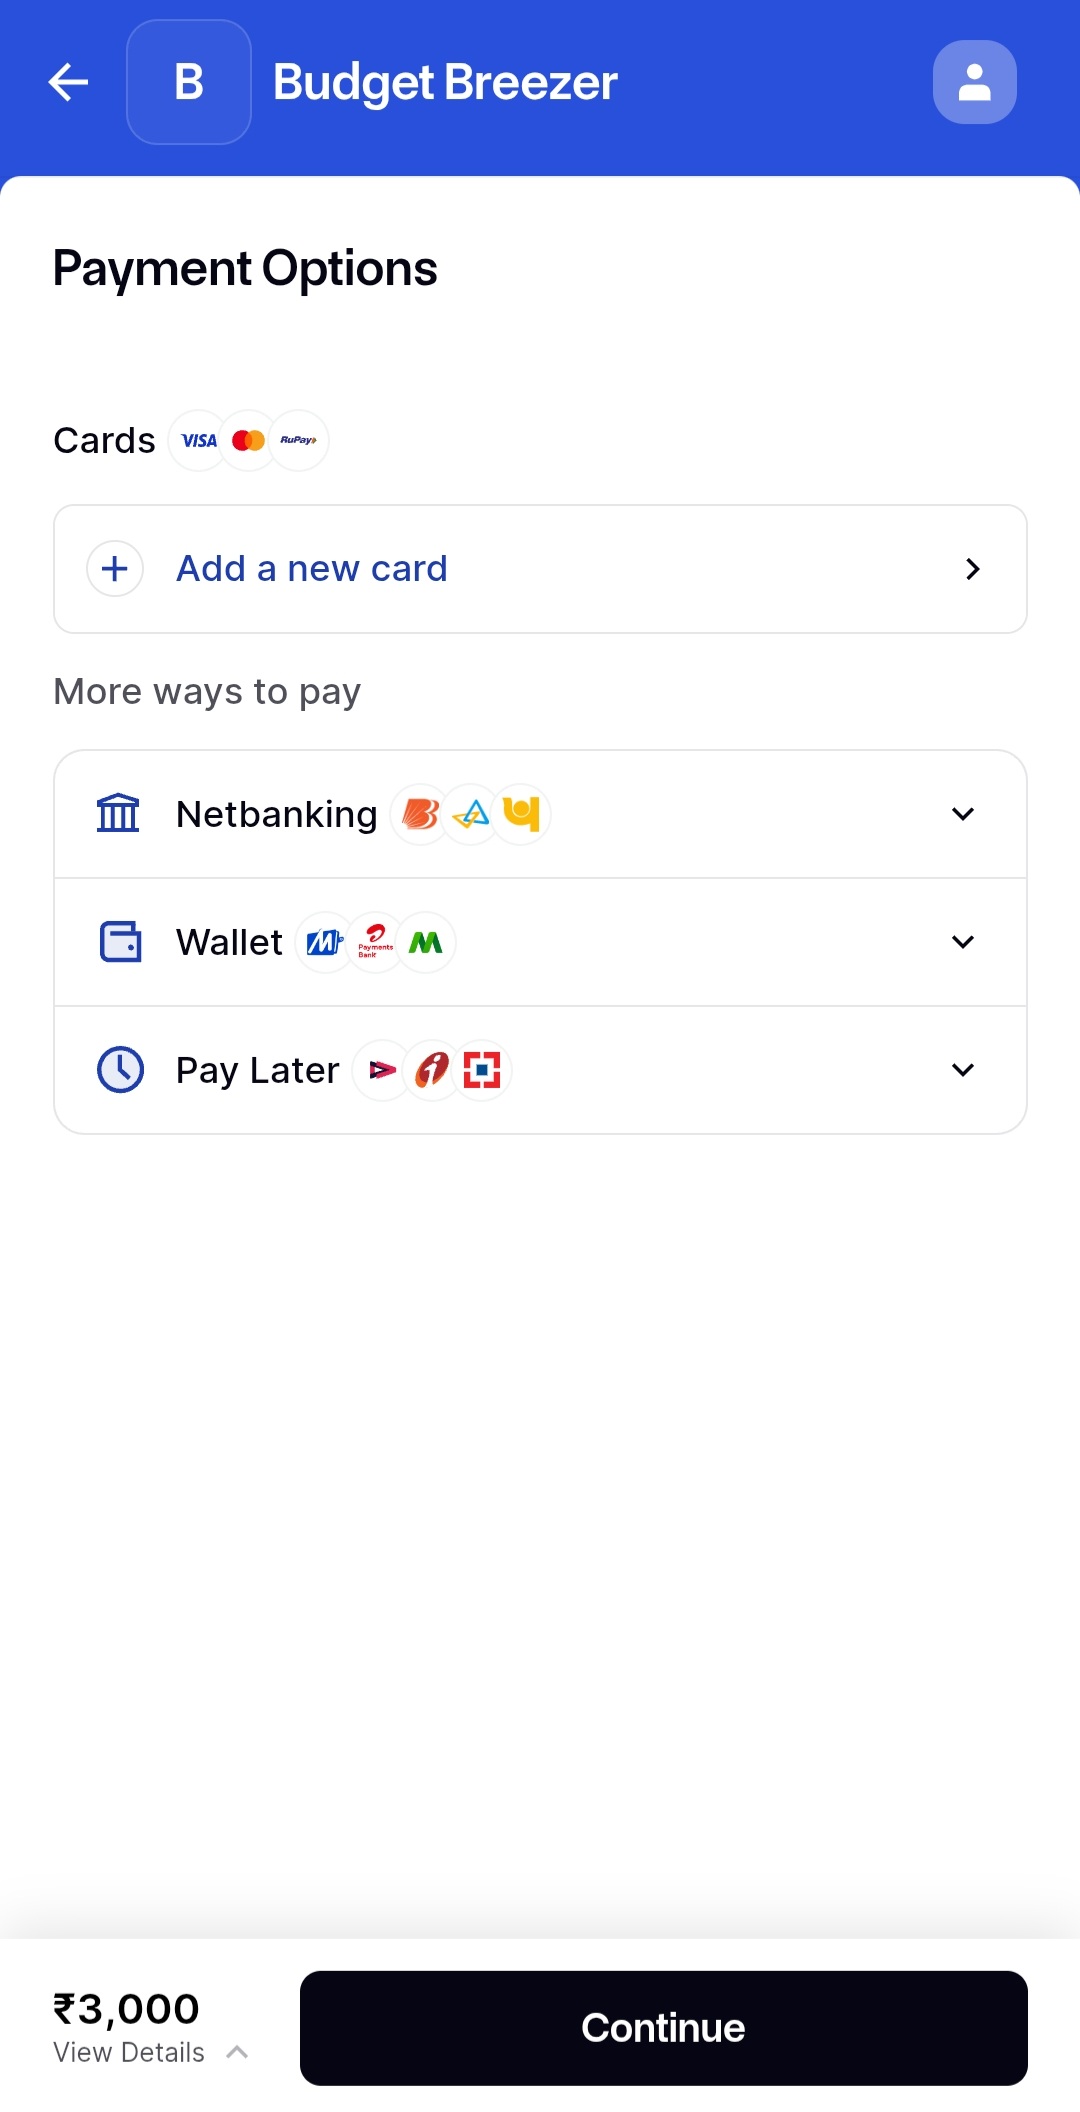 B Budget Breezer
Payment Options
Cards VISA RuPay
Add a new card
More ways to pay
Netbanking
Wallet Payments Bank
Pay Later
₹3,000
View Details
Continue